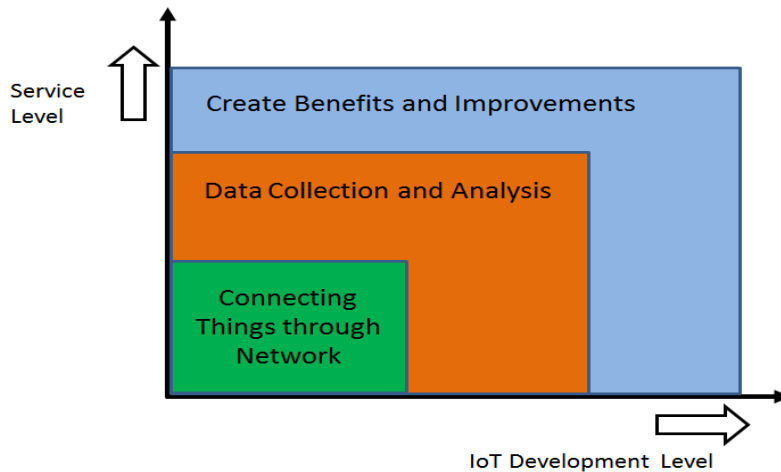 Service
Level
Create Benefits and Improvements
Data Collection and Analysis
Connecting
Things through
Network
IoT Development Level